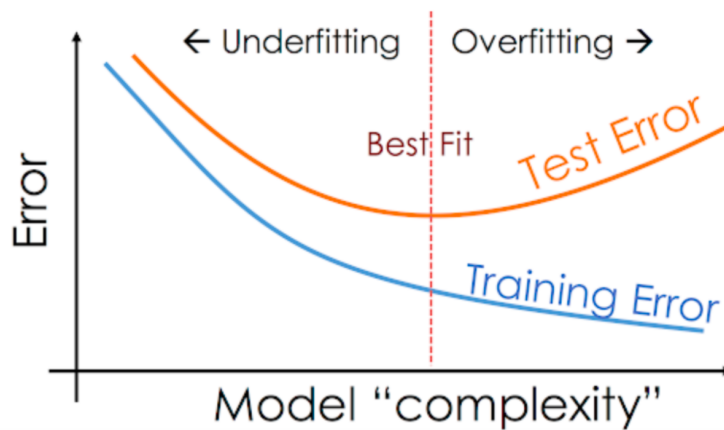 ← Underfitting
Overfitting →
Best Fit
Test Error
Error
Training Error
Model “complexity”